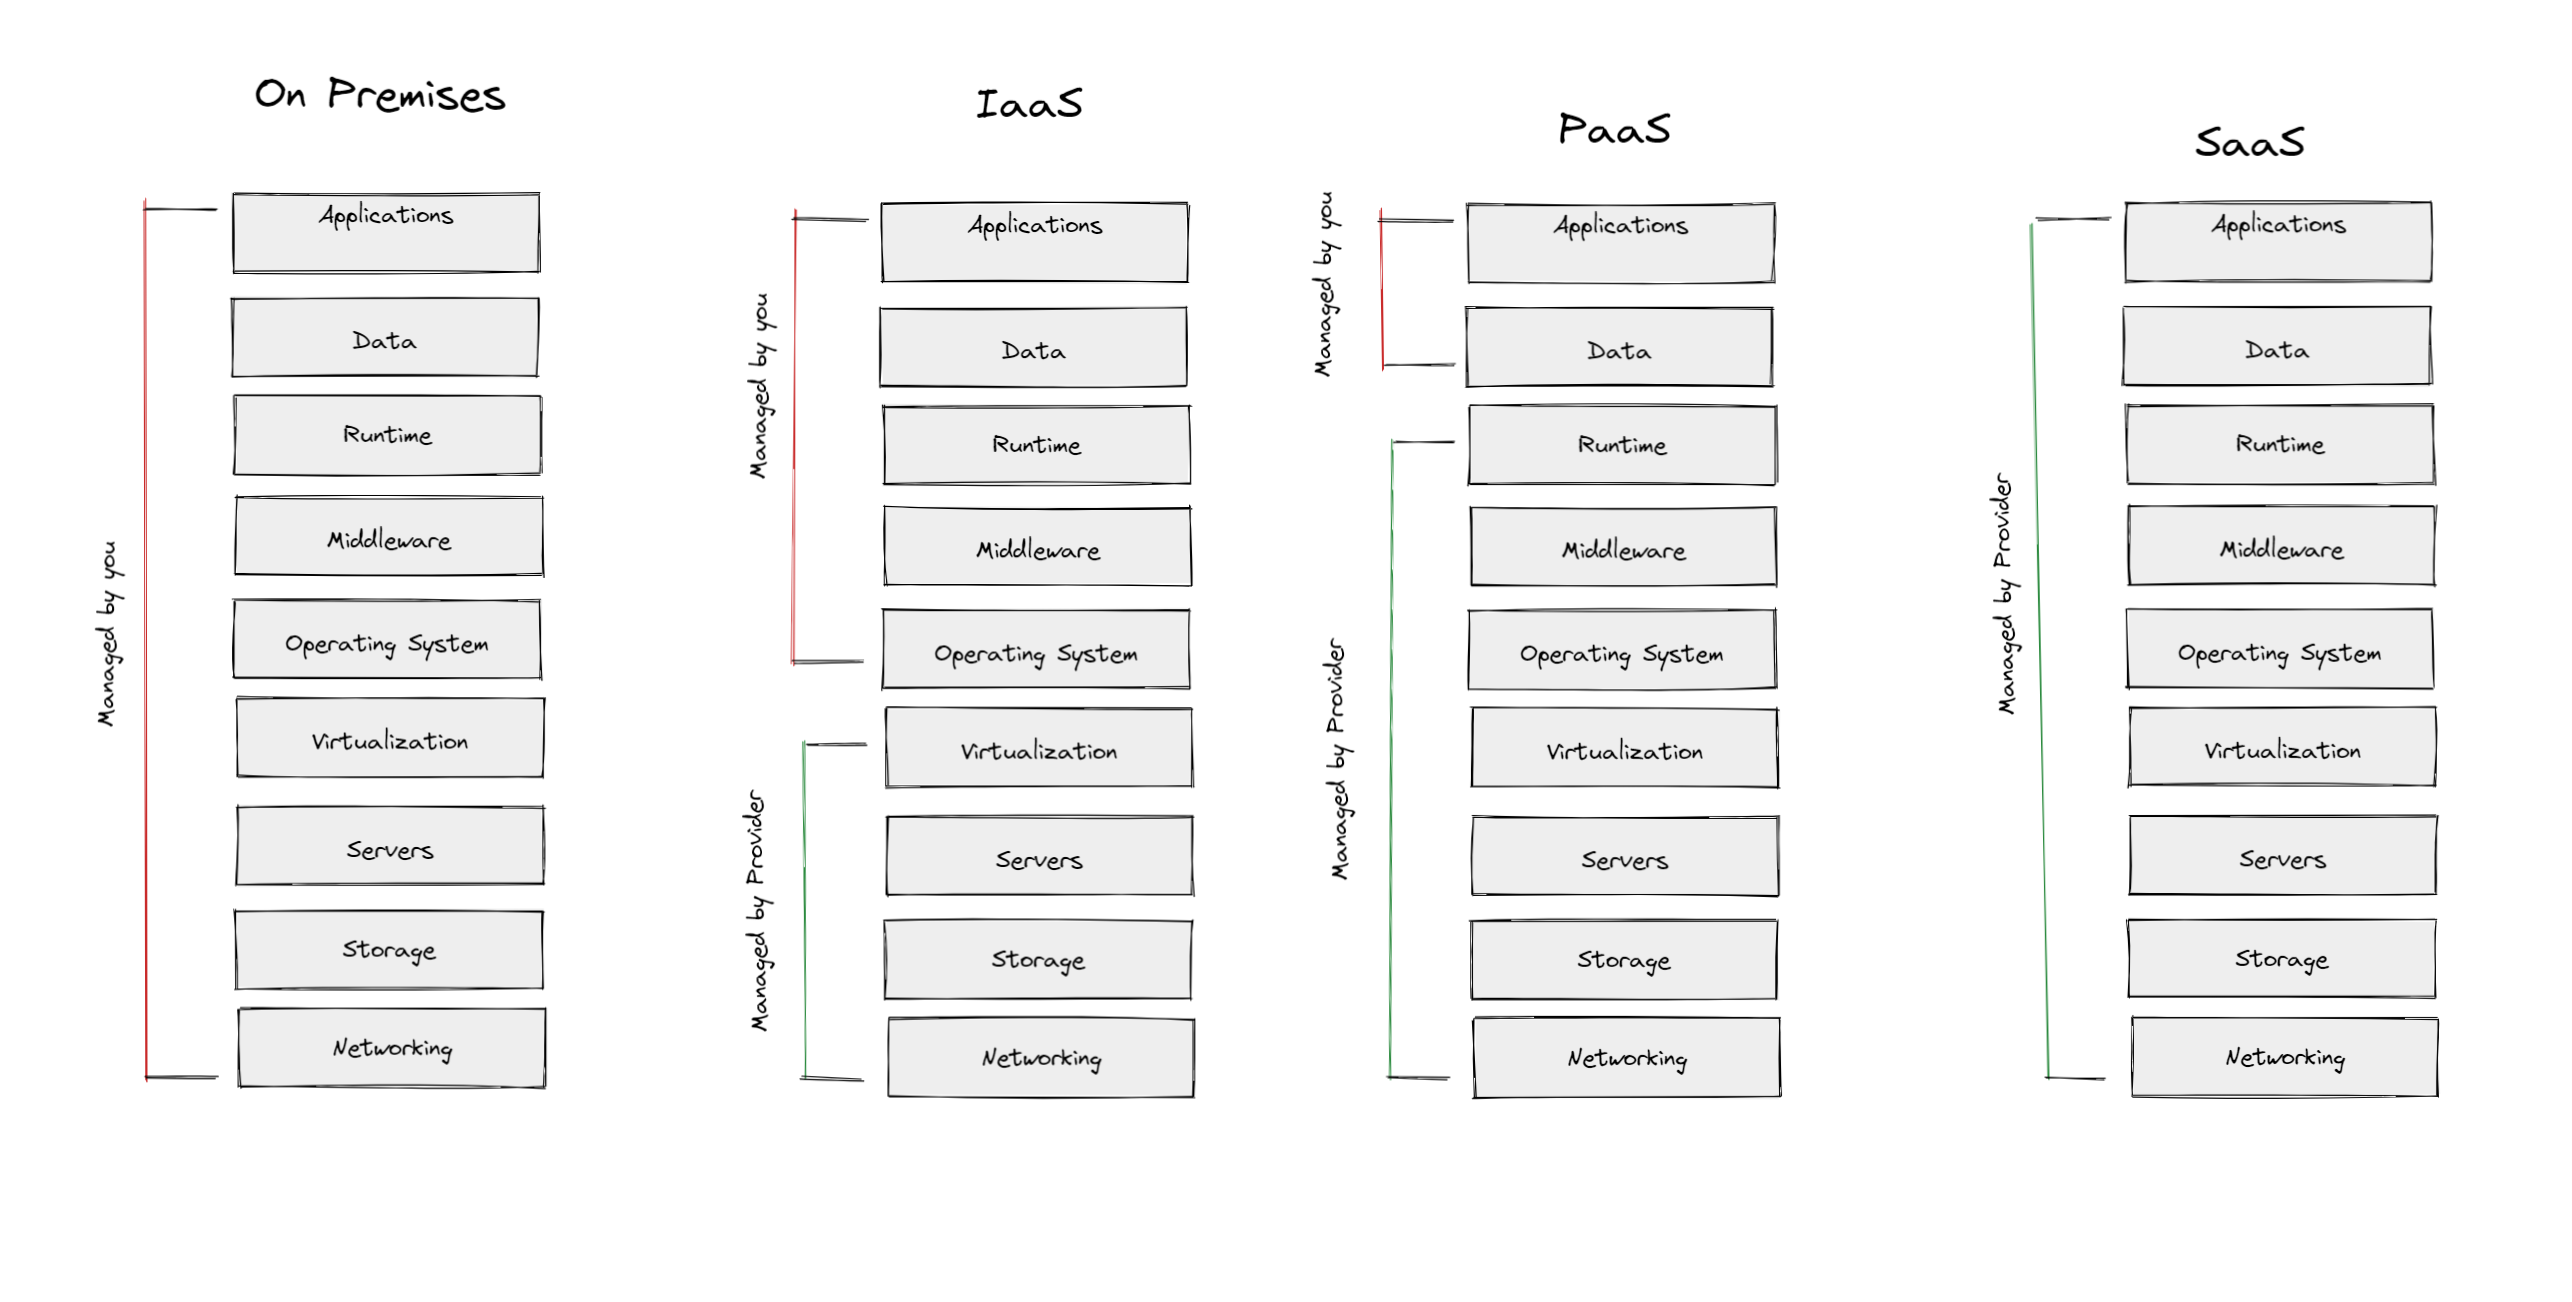 On Premises
Managed by you
Applications
Data
Runtime
Middleware
Operating System
Virtualization
Servers
Storage
Networking
IaaS
Managed by you
Managed by Provider
Applications
Data
Runtime
Middleware
Operating System
Virtualization
Servers
Storage
Networking
PaaS
Managed by you
Managed by Provider
Applications
Data
Runtime
Middleware
Operating System
Virtualization
Servers
Storage
Networking
SaaS
Managed by Provider
Applications
Data
Runtime
Middleware
Operating System
Virtualization
Servers
Storage
Networking